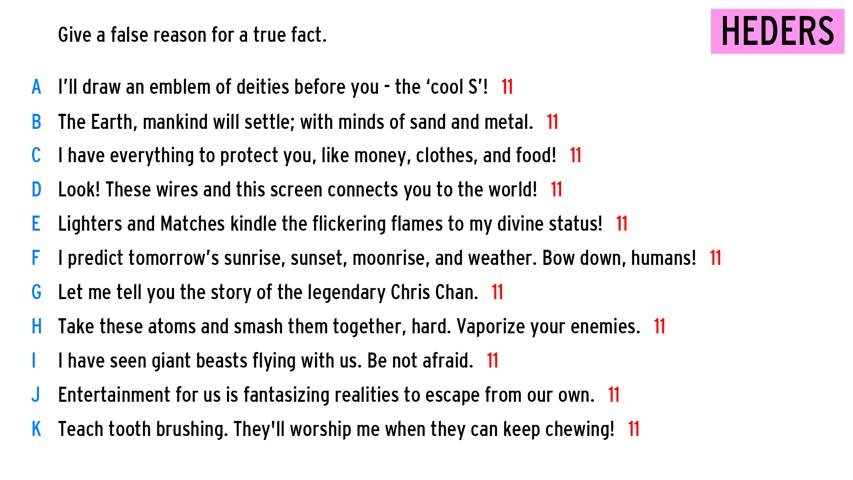 Give a false reason for a true fact.
HEDERS
A I'll draw an emblem of deities before you - the 'cool S'! 11
B The Earth, mankind will settle; with minds of sand and metal. 11
C I have everything to protect you, like money, clothes, and food! 11
D Look! These wires and this screen connects you to the world! 11
E Lighters and Matches kindle the flickering flames to my divine status! 11
F I predict tomorrow's sunrise, sunset, moonrise, and weather. Bow down, humans! 11
G Let me tell you the story of the legendary Chris Chan. 11
H Take these atoms and smash them together, hard. Vaporize your enemies. 11
I I have seen giant beasts flying with us. Be not afraid. 11
J Entertainment for us is fantasizing realities to escape from our own. 11
K Teach tooth brushing. They'll worship me when they can keep chewing! 11